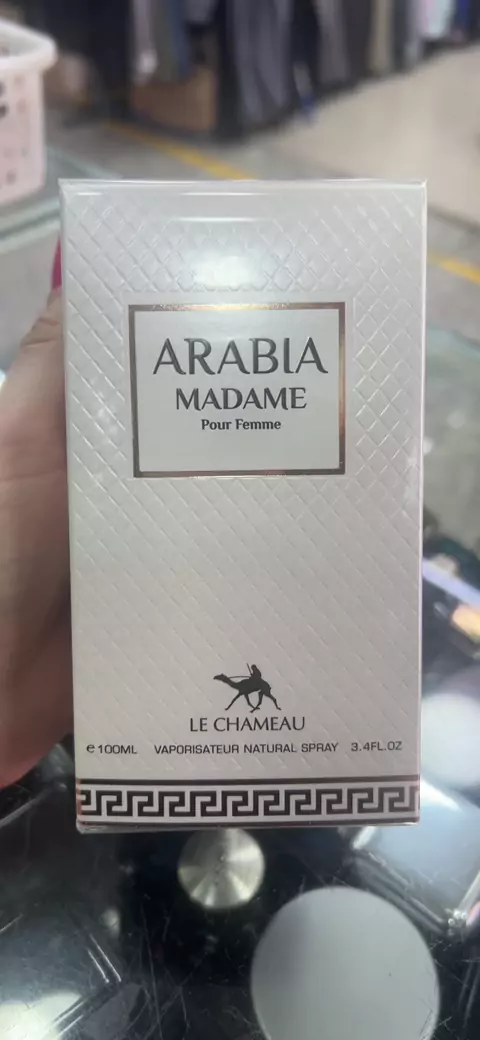 ARABIA
MADAME
Pour Femme
LE CHAMEAU
℮100ML VAPORISATEUR NATURAL SPRAY 3.4FL.OZ